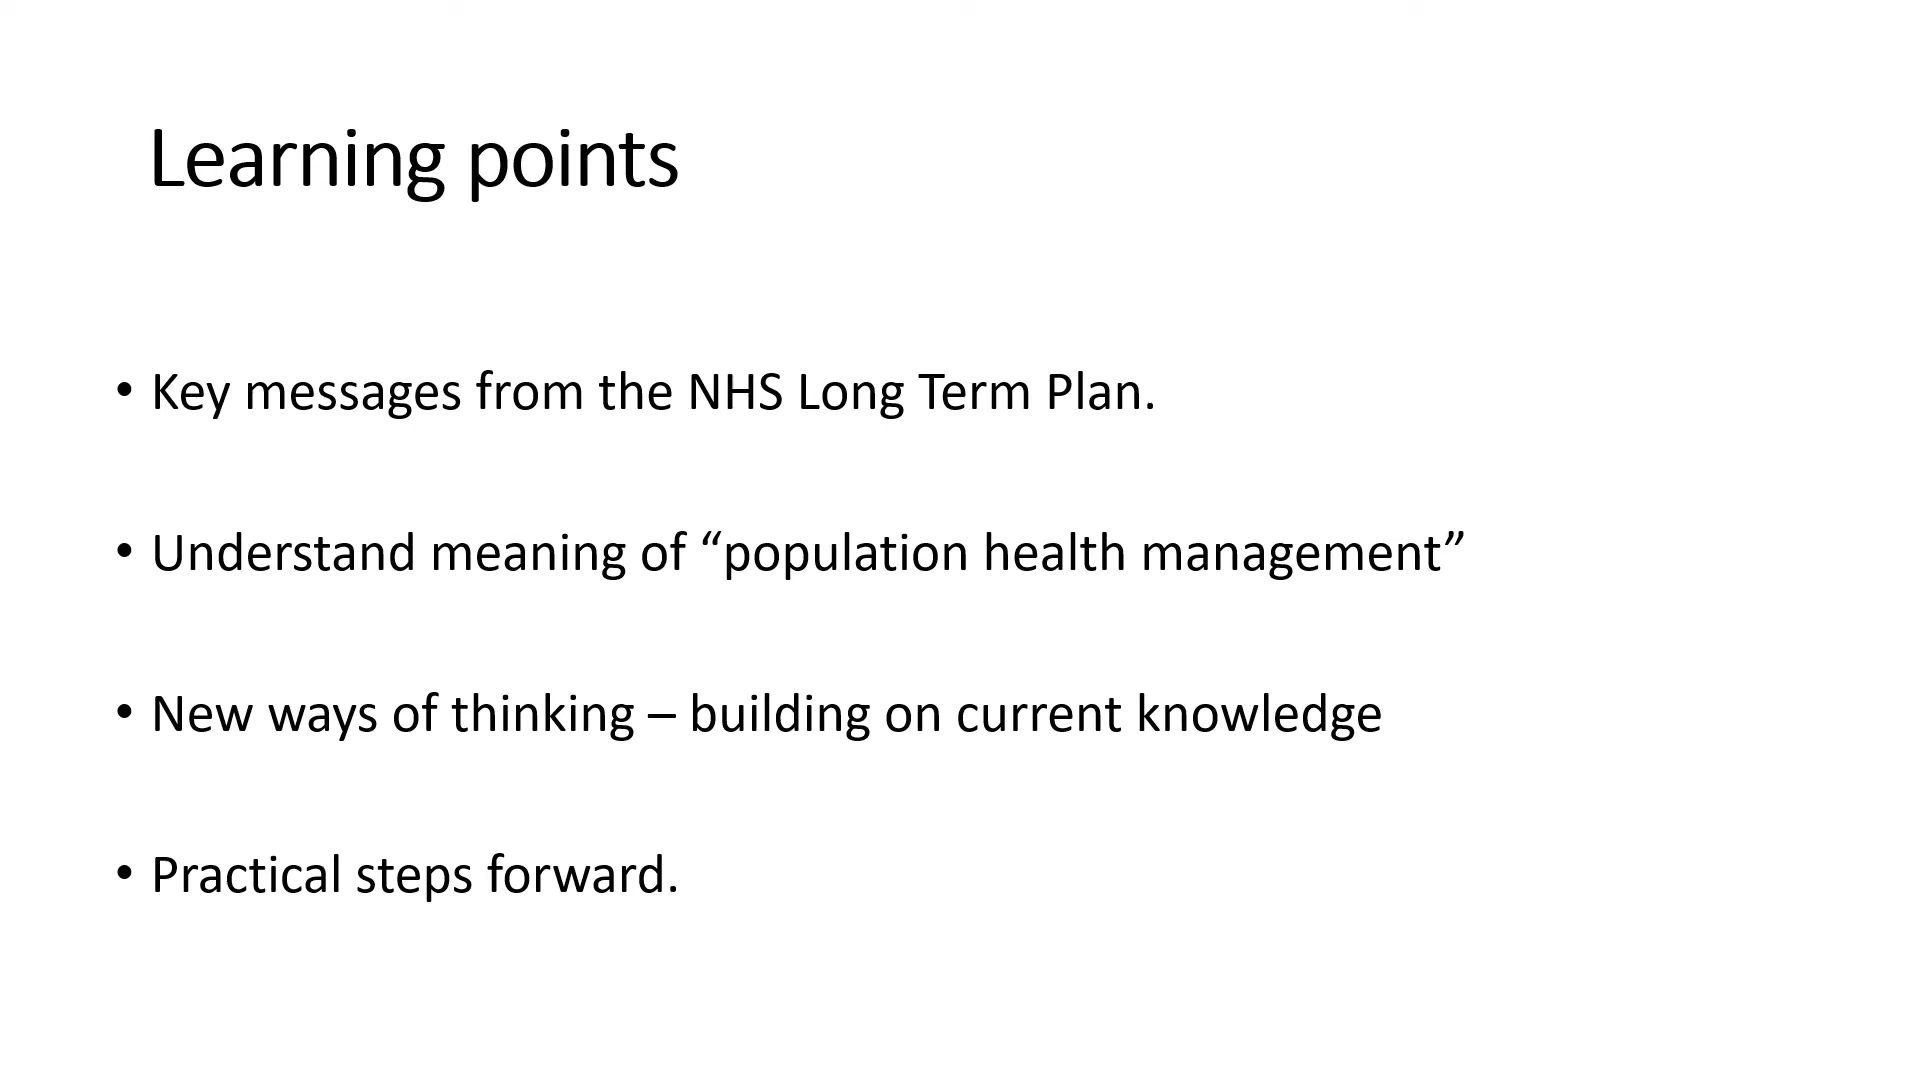 Learning points
• Key messages from the NHS Long Term Plan.
• Understand meaning of “population health management”
• New ways of thinking – building on current knowledge
• Practical steps forward.